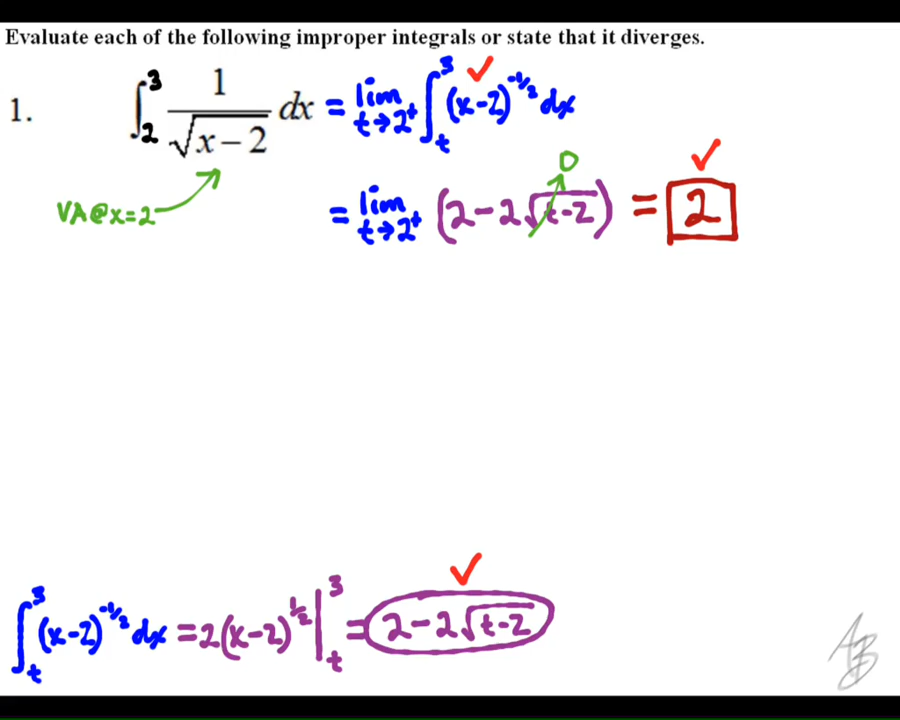 Evaluate each of the following improper integrals or state that it diverges.
1. ∫₂³ 1/√(x−2) dx = lim t→2⁺ ∫ₜ³ (x−2)^(-1/2) dx ✓
VA@x=2
= lim t→2⁺ (2−2√(t−2)) = 2 ✓
0
∫ₜ³ (x−2)^(-1/2) dx = 2(x−2)^(1/2) |ₜ³ = 2−2√(t−2) ✓